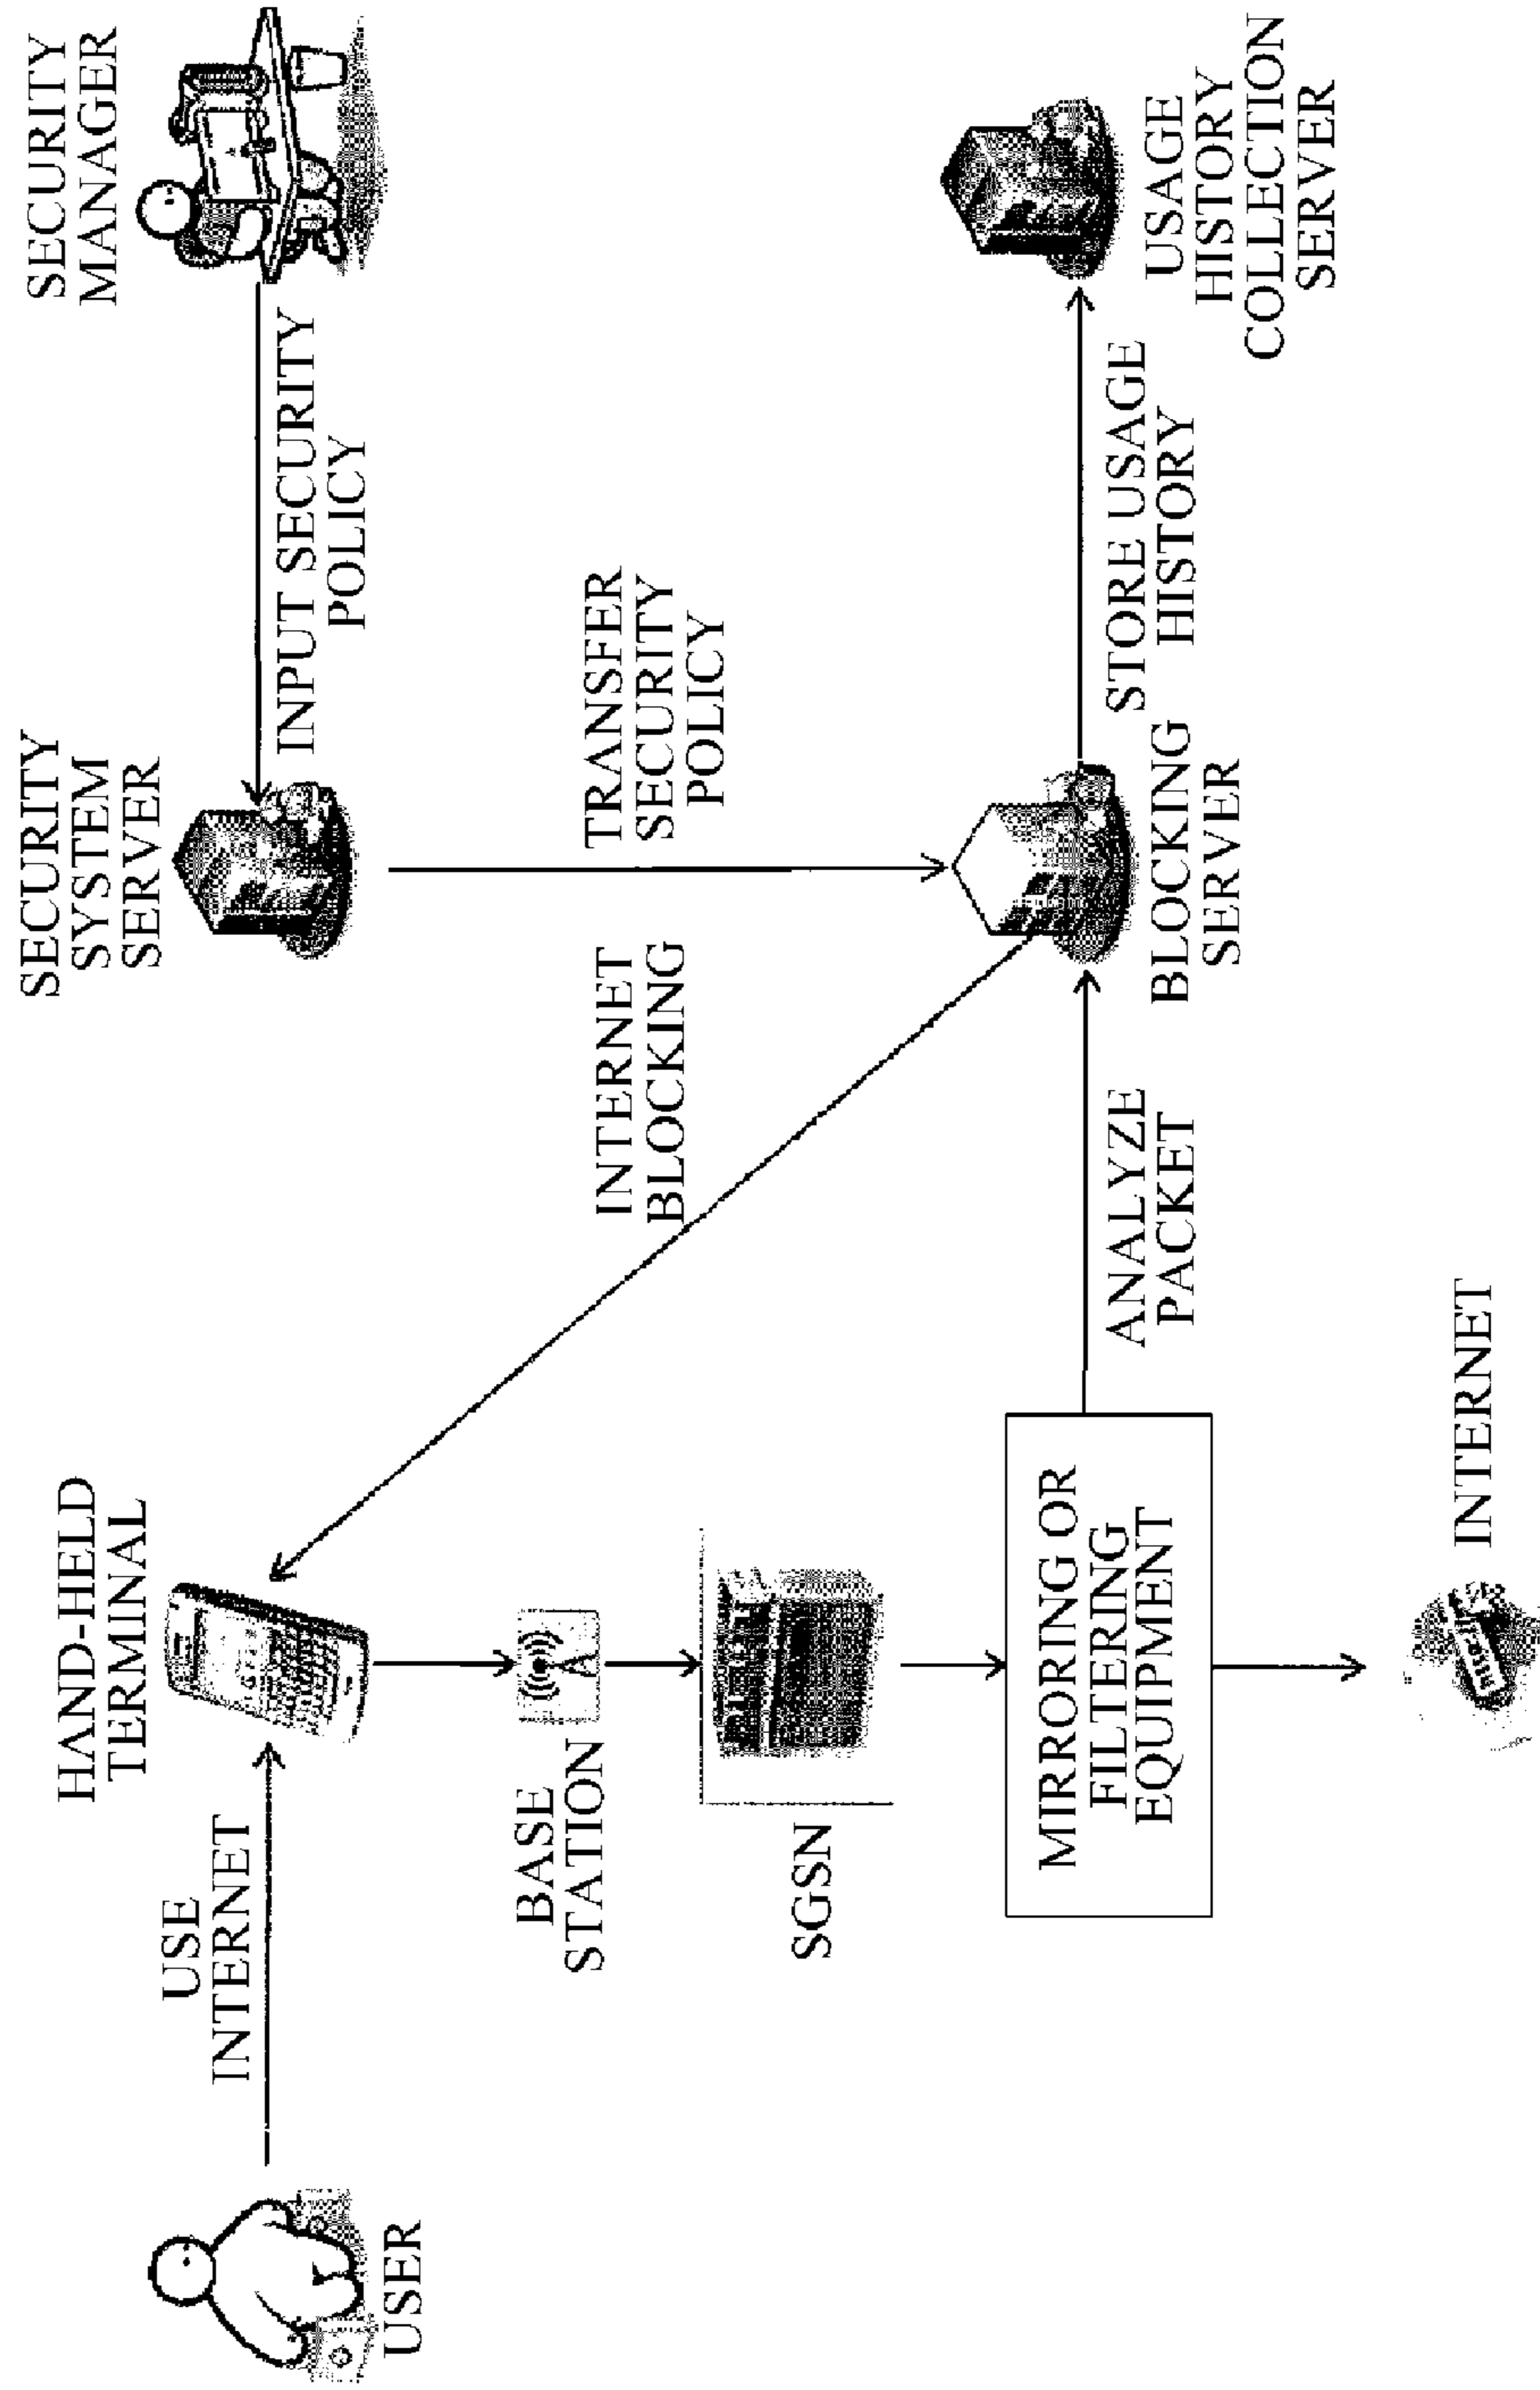 SECURITY
MANAGER
SECURITY
SYSTEM
SERVER
INPUT SECURITY
POLICY
HAND-HELD
TERMINAL
USE
INTERNET
USER
TRANSFER
SECURITY
POLICY
INTERNET
BLOCKING
BASE
STATION
SGSN
MIRRORING OR
FILTERING
EQUIPMENT
ANALYZE
PACKET
BLOCKING
SERVER
STORE USAGE
HISTORY
USAGE
HISTORY
COLLECTION
SERVER
INTERNET